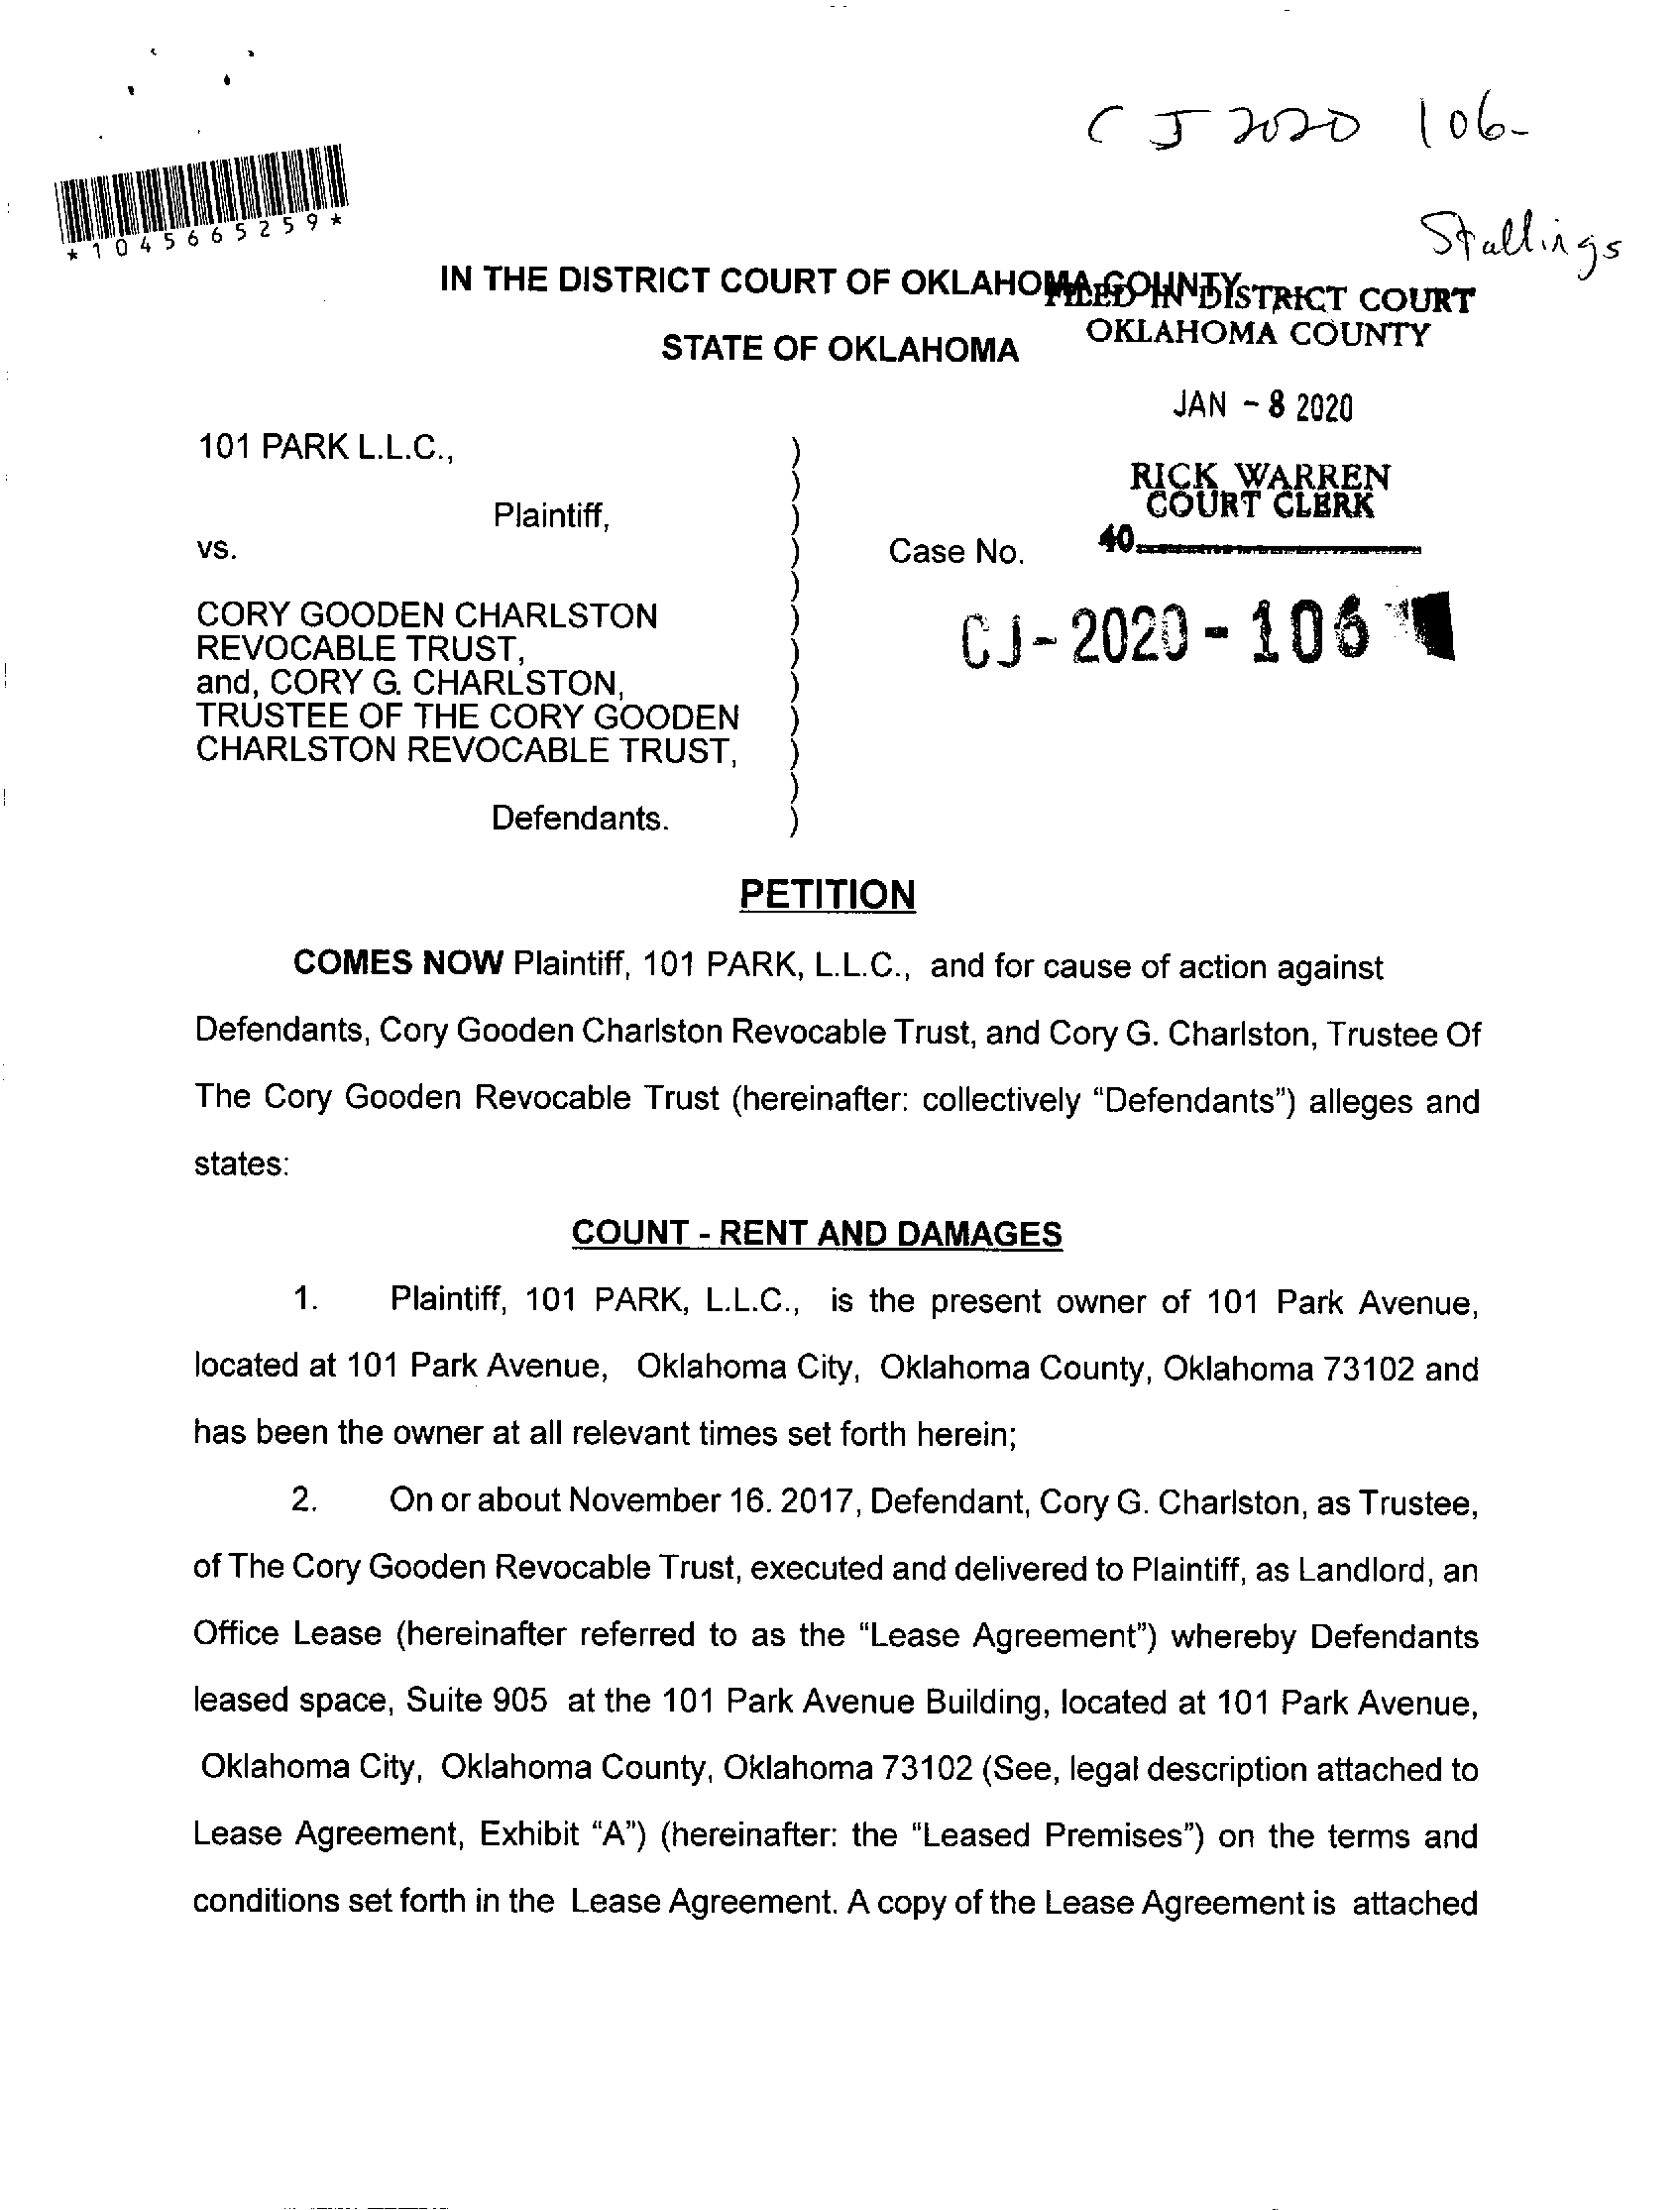 CJ 2020 106-
Stallings
*1045665259*
IN THE DISTRICT COURT OF OKLAHOMA COUNTY
FILED IN DISTRICT COURT
OKLAHOMA COUNTY
STATE OF OKLAHOMA
JAN - 8 2020
101 PARK L.L.C., )
)
RICK WARREN
COURT CLERK
Plaintiff, )
40
vs. ) Case No.
)
CORY GOODEN CHARLSTON )
CJ-2020-106
REVOCABLE TRUST, )
and, CORY G. CHARLSTON, )
TRUSTEE OF THE CORY GOODEN )
CHARLSTON REVOCABLE TRUST, )
)
Defendants. )
PETITION
COMES NOW Plaintiff, 101 PARK, L.L.C., and for cause of action against
Defendants, Cory Gooden Charlston Revocable Trust, and Cory G. Charlston, Trustee Of
The Cory Gooden Revocable Trust (hereinafter: collectively “Defendants”) alleges and
states:
COUNT - RENT AND DAMAGES
1. Plaintiff, 101 PARK, L.L.C., is the present owner of 101 Park Avenue,
located at 101 Park Avenue, Oklahoma City, Oklahoma County, Oklahoma 73102 and
has been the owner at all relevant times set forth herein;
2. On or about November 16. 2017, Defendant, Cory G. Charlston, as Trustee,
of The Cory Gooden Revocable Trust, executed and delivered to Plaintiff, as Landlord, an
Office Lease (hereinafter referred to as the “Lease Agreement”) whereby Defendants
leased space, Suite 905 at the 101 Park Avenue Building, located at 101 Park Avenue,
Oklahoma City, Oklahoma County, Oklahoma 73102 (See, legal description attached to
Lease Agreement, Exhibit “A”) (hereinafter: the “Leased Premises”) on the terms and
conditions set forth in the Lease Agreement. A copy of the Lease Agreement is attached